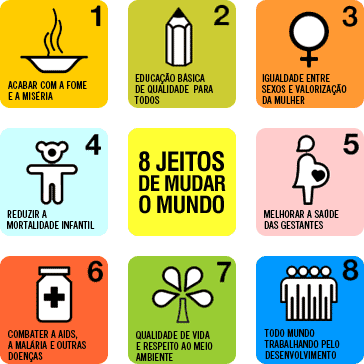 1
ACABAR COM A FOME
E A MISÉRIA
2
EDUCAÇÃO BÁSICA
DE QUALIDADE PARA
TODOS
3
IGUALDADE ENTRE
SEXOS E VALORIZAÇÃO
DA MULHER
4
REDUZIR A
MORTALIDADE INFANTIL
8 JEITOS
DE MUDAR
O MUNDO
5
MELHORAR A SAÚDE
DAS GESTANTES
6
COMBATER A AIDS,
A MALÁRIA E OUTRAS
DOENÇAS
7
QUALIDADE DE VIDA
E RESPEITO AO MEIO
AMBIENTE
8
TODO MUNDO
TRABALHANDO PELO
DESENVOLVIMENTO